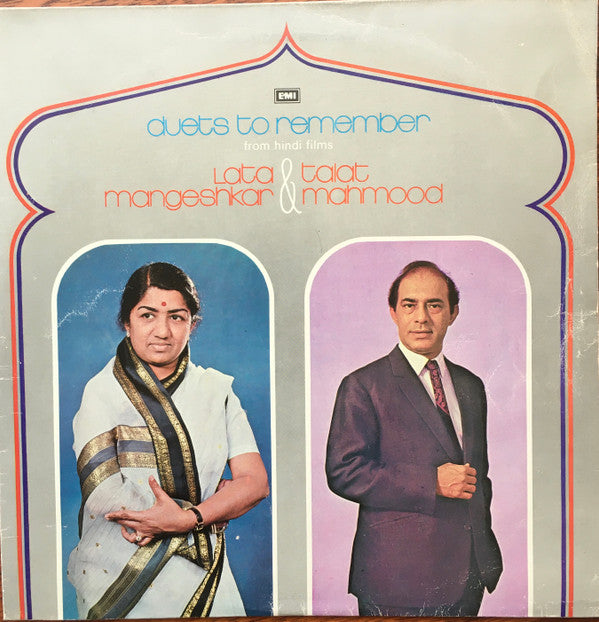 EMI
duets to remember
from hindi films
Lata & talat
mangeshkar & mahmood